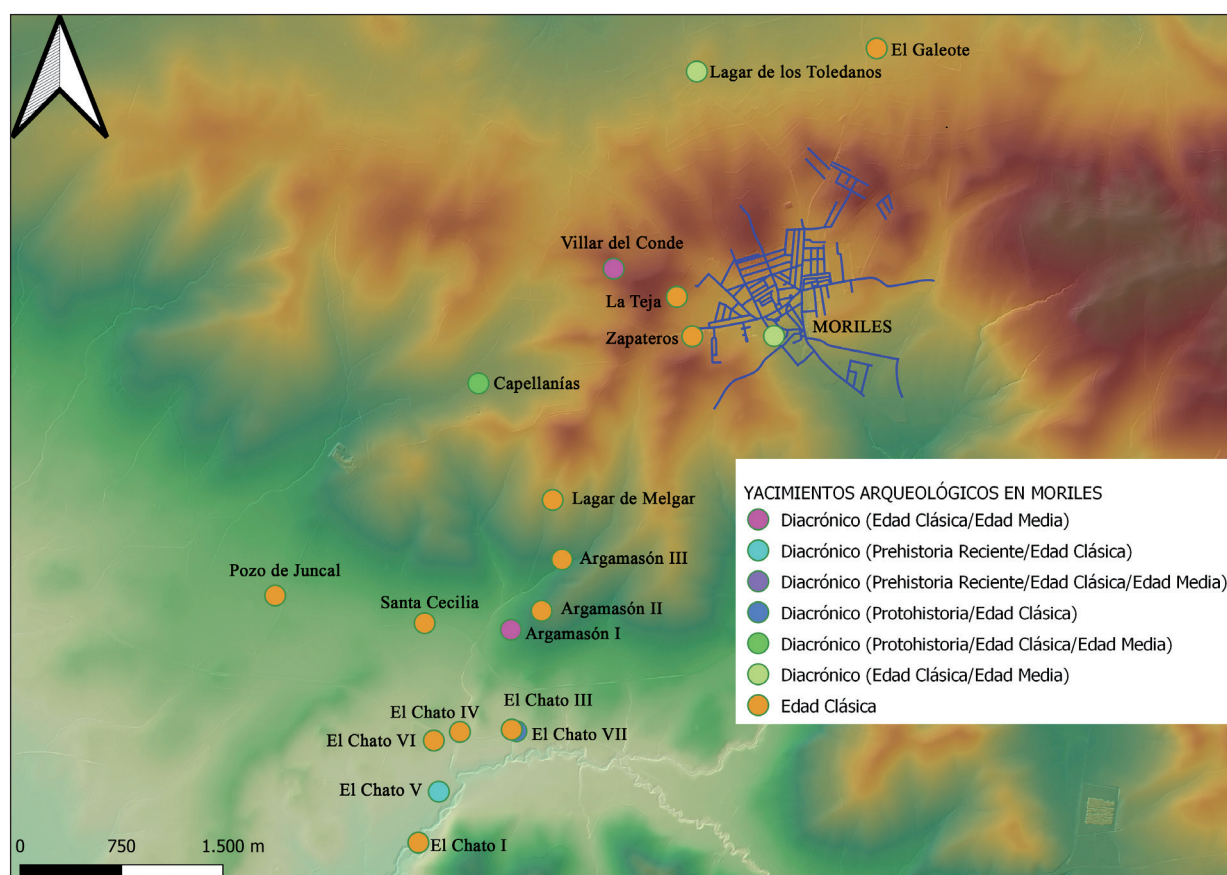 El Galeote
Lagar de los Toledanos
Villar del Conde
La Teja
Zapateros
MORILES
Capellanías
Lagar de Melgar
Argamasón III
Pozo de Juncal
Santa Cecilia
Argamasón II
Argamasón I
El Chato III
El Chato IV
El Chato VII
El Chato VI
El Chato V
El Chato I
YACIMIENTOS ARQUEOLÓGICOS EN MORILES
Diacrónico (Edad Clásica/Edad Media)
Diacrónico (Prehistoria Reciente/Edad Clásica)
Diacrónico (Prehistoria Reciente/Edad Clásica/Edad Media)
Diacrónico (Protohistoria/Edad Clásica)
Diacrónico (Protohistoria/Edad Clásica/Edad Media)
Diacrónico (Edad Clásica/Edad Media)
Edad Clásica
0 750 1.500 m